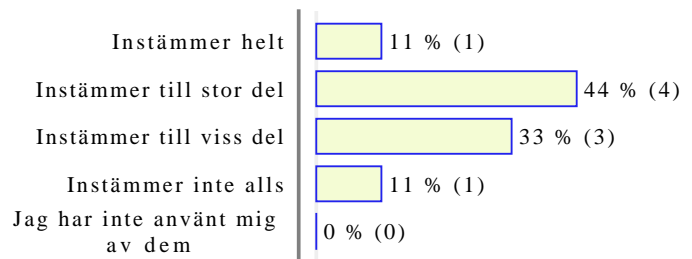 Instämmer helt 11 % (1)
Instämmer till stor del 44 % (4)
Instämmer till viss del 33 % (3)
Instämmer inte alls 11 % (1)
Jag har inte använt mig
av dem 0 % (0)